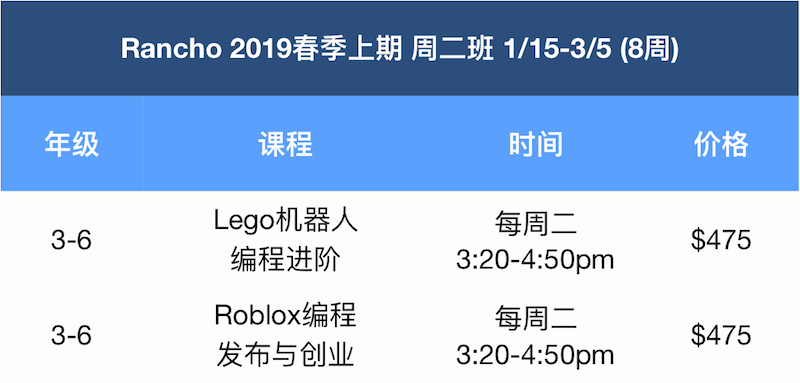 Rancho 2019春季上期 周二班 1/15-3/5 (8周)
年级 课程 时间 价格
3-6 Lego机器人编程进阶 每周二 3:20-4:50pm $475
3-6 Roblox编程发布与创业 每周二 3:20-4:50pm $475